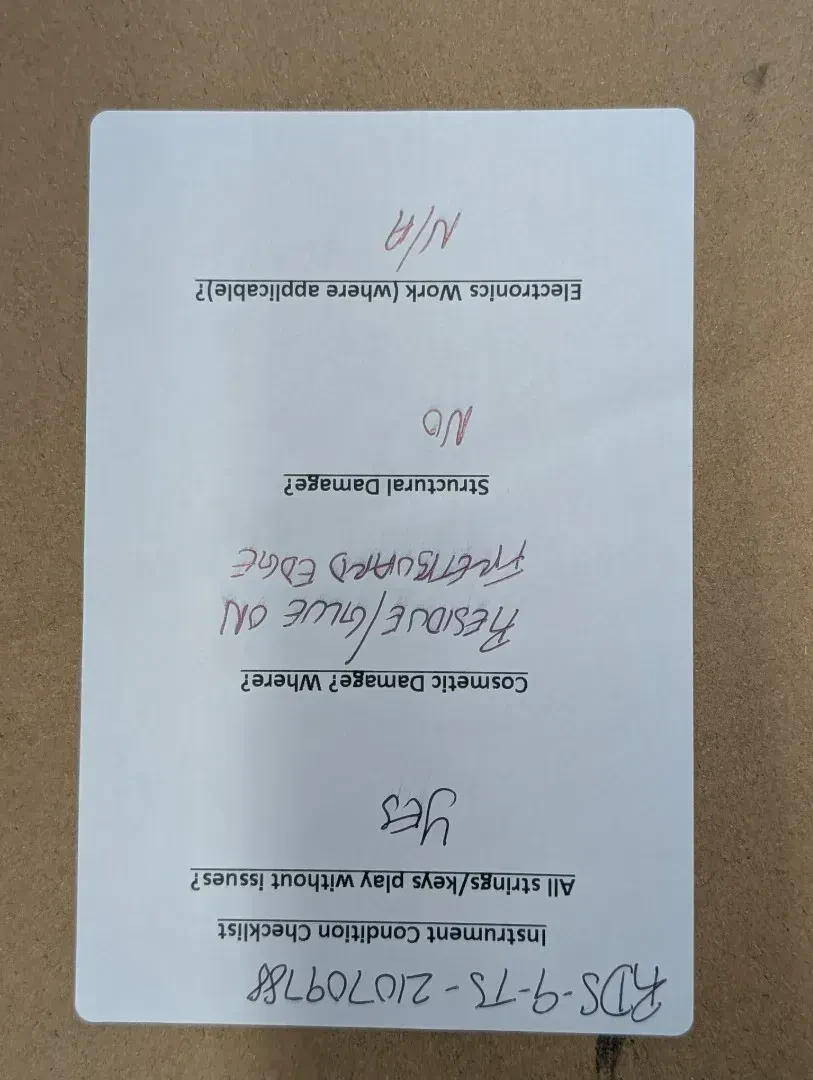 RDS-9-TS-210709788
Instrument Condition Checklist
All strings/keys play without issues?
YES
Cosmetic Damage? Where?
RESIDUE/GLUE ON
FRETBOARD EDGE
Structural Damage?
NO
Electronics Work (where applicable)?
N/A